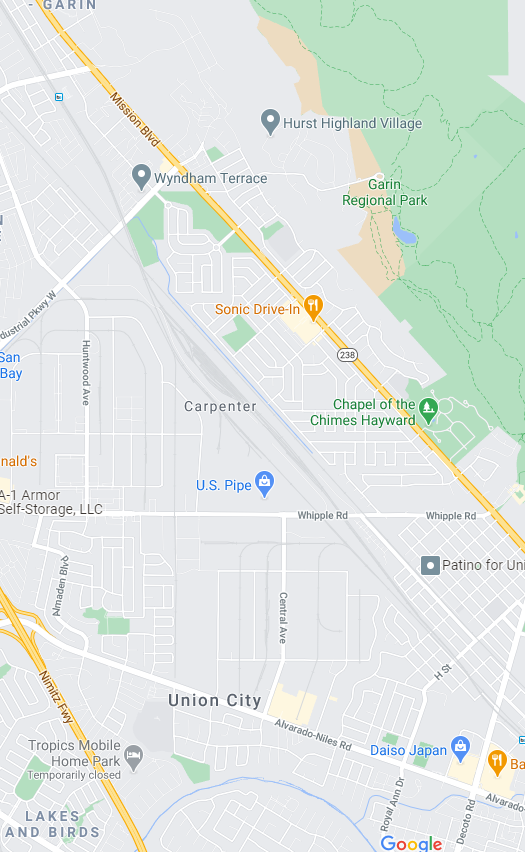 - GARIN
Mission Blvd
Hurst Highland Village
Wyndham Terrace
Garin
Regional Park
N
dustrial Pkwy W
Sonic Drive-In
238
San
Bay
Huntwood Ave
Carpenter
Chapel of the
Chimes Hayward
nald's
U.S. Pipe
A-1 Armor
Self-Storage, LLC
Whipple Rd
Whipple Rd
Almaden Blvd
Patino for Uni
Central Ave
H St
Nimitz Fwy
Union City
Alvarado-Niles Rd
Tropics Mobile
Home Park
Temporarily closed
Daiso Japan
Ba
Royal Ann Dr
Decoto Rd
Alvarado-
LAKES
AND BIRDS
Google